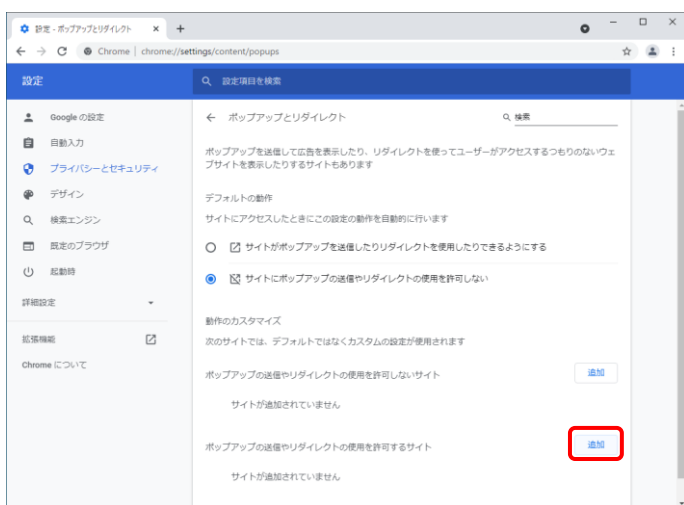 設定 - ポップアップとリダイレクト
Chrome | chrome://settings/content/popups
設定
設定項目を検索
Google の設定
自動入力
プライバシーとセキュリティ
デザイン
検索エンジン
既定のブラウザ
起動時
詳細設定
拡張機能
Chrome について
ポップアップとリダイレクト
検索
ポップアップを送信して広告を表示したり、リダイレクトを使ってユーザーがアクセスするつもりのないウェ
ブサイトを表示したりするサイトもあります
デフォルトの動作
サイトにアクセスしたときにこの設定の動作を自動的に行います
サイトがポップアップを送信したりリダイレクトを使用したりできるようにする
サイトにポップアップの送信やリダイレクトの使用を許可しない
動作のカスタマイズ
次のサイトでは、デフォルトではなくカスタムの設定が使用されます
ポップアップの送信やリダイレクトの使用を許可しないサイト
追加
サイトが追加されていません
ポップアップの送信やリダイレクトの使用を許可するサイト
追加
サイトが追加されていません